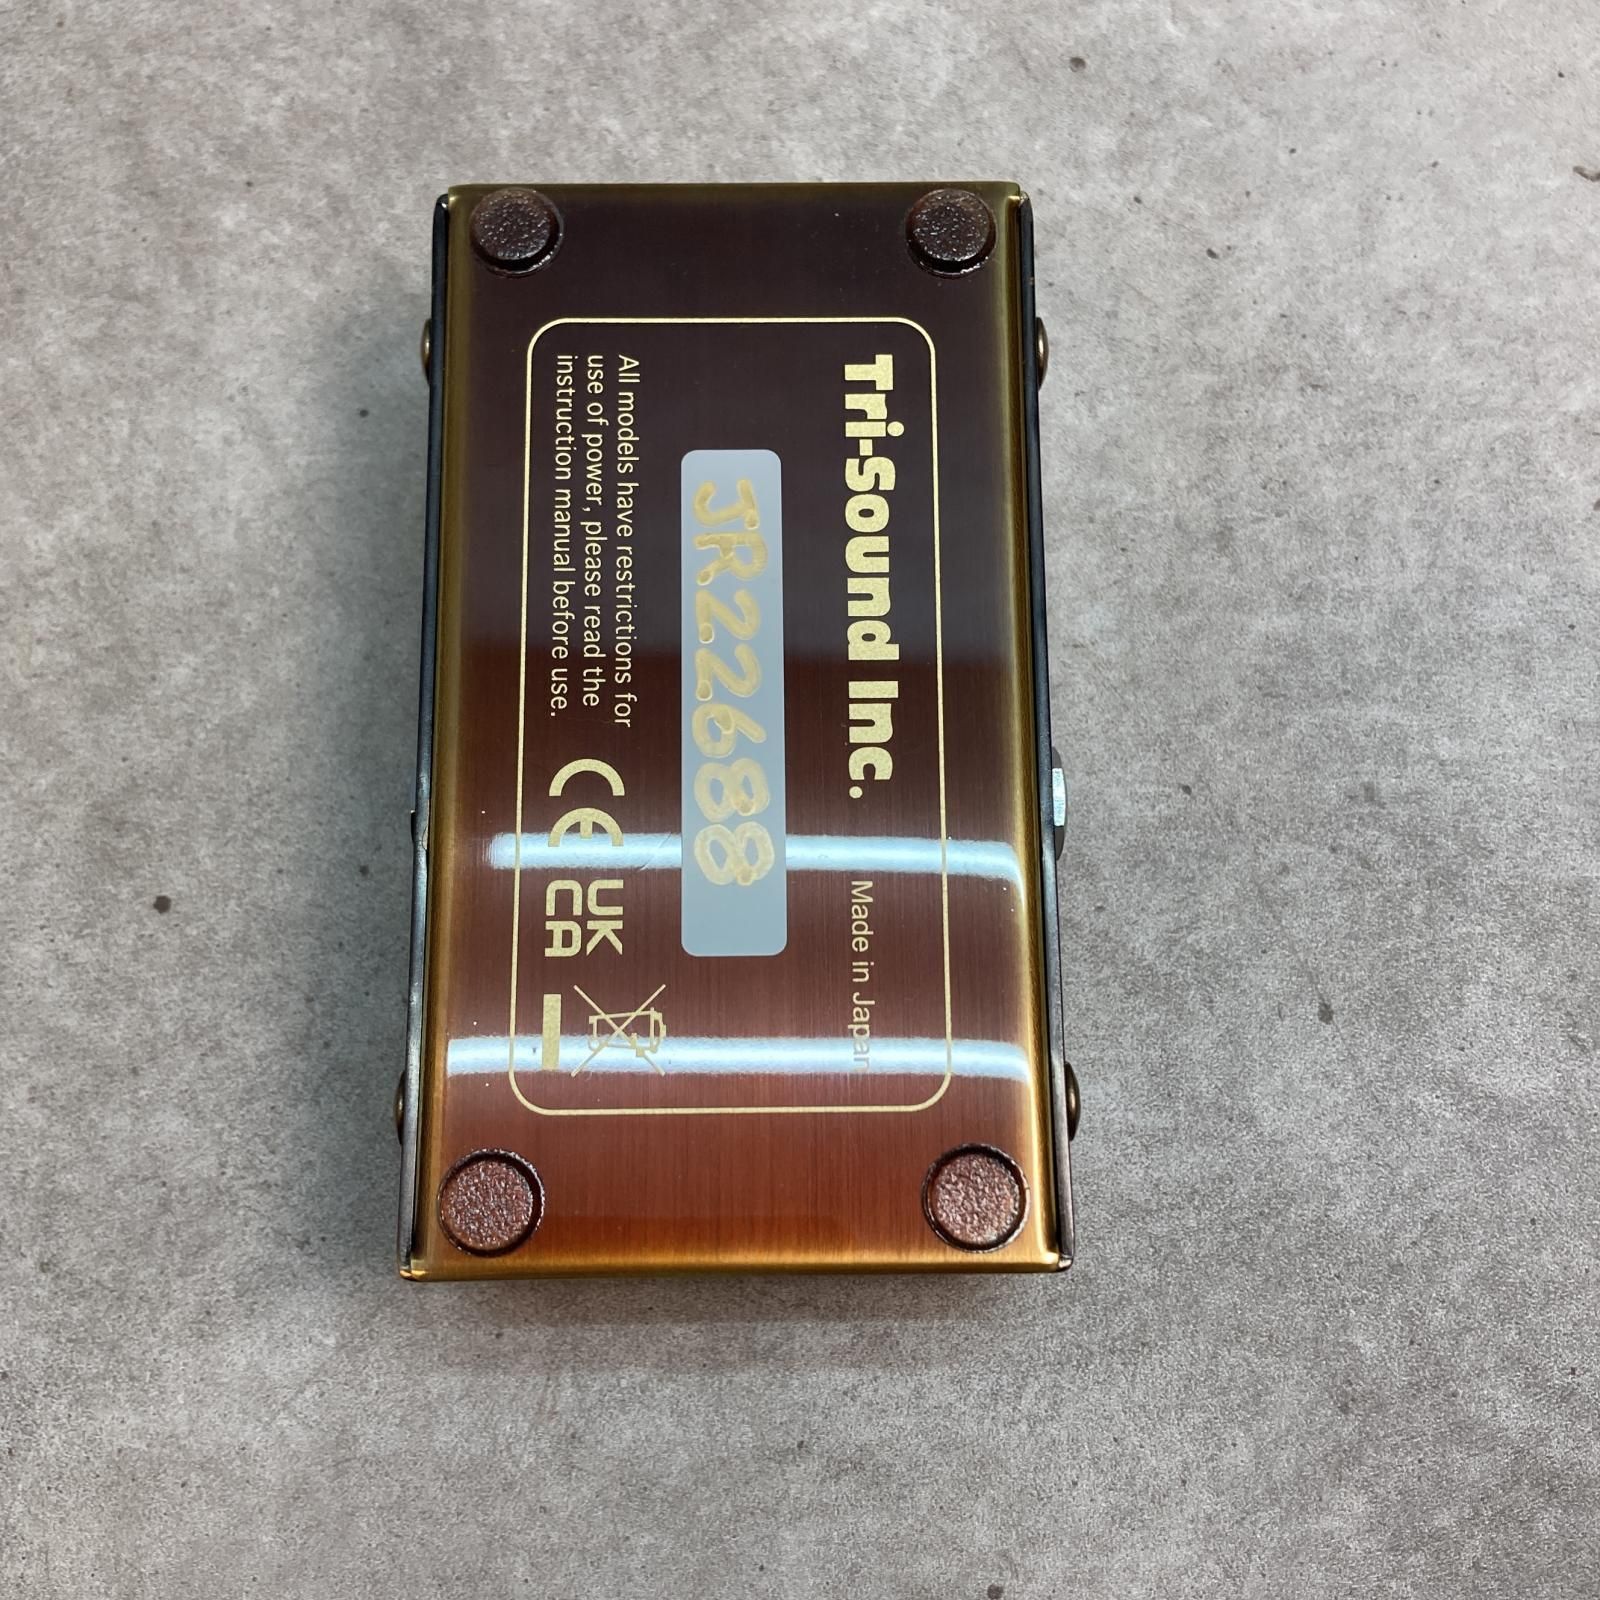 Tri-Sound Inc. Made in Japan
JR22688
All models have restrictions for
use of power, please read the
instruction manual before use.
CE
UK
CA